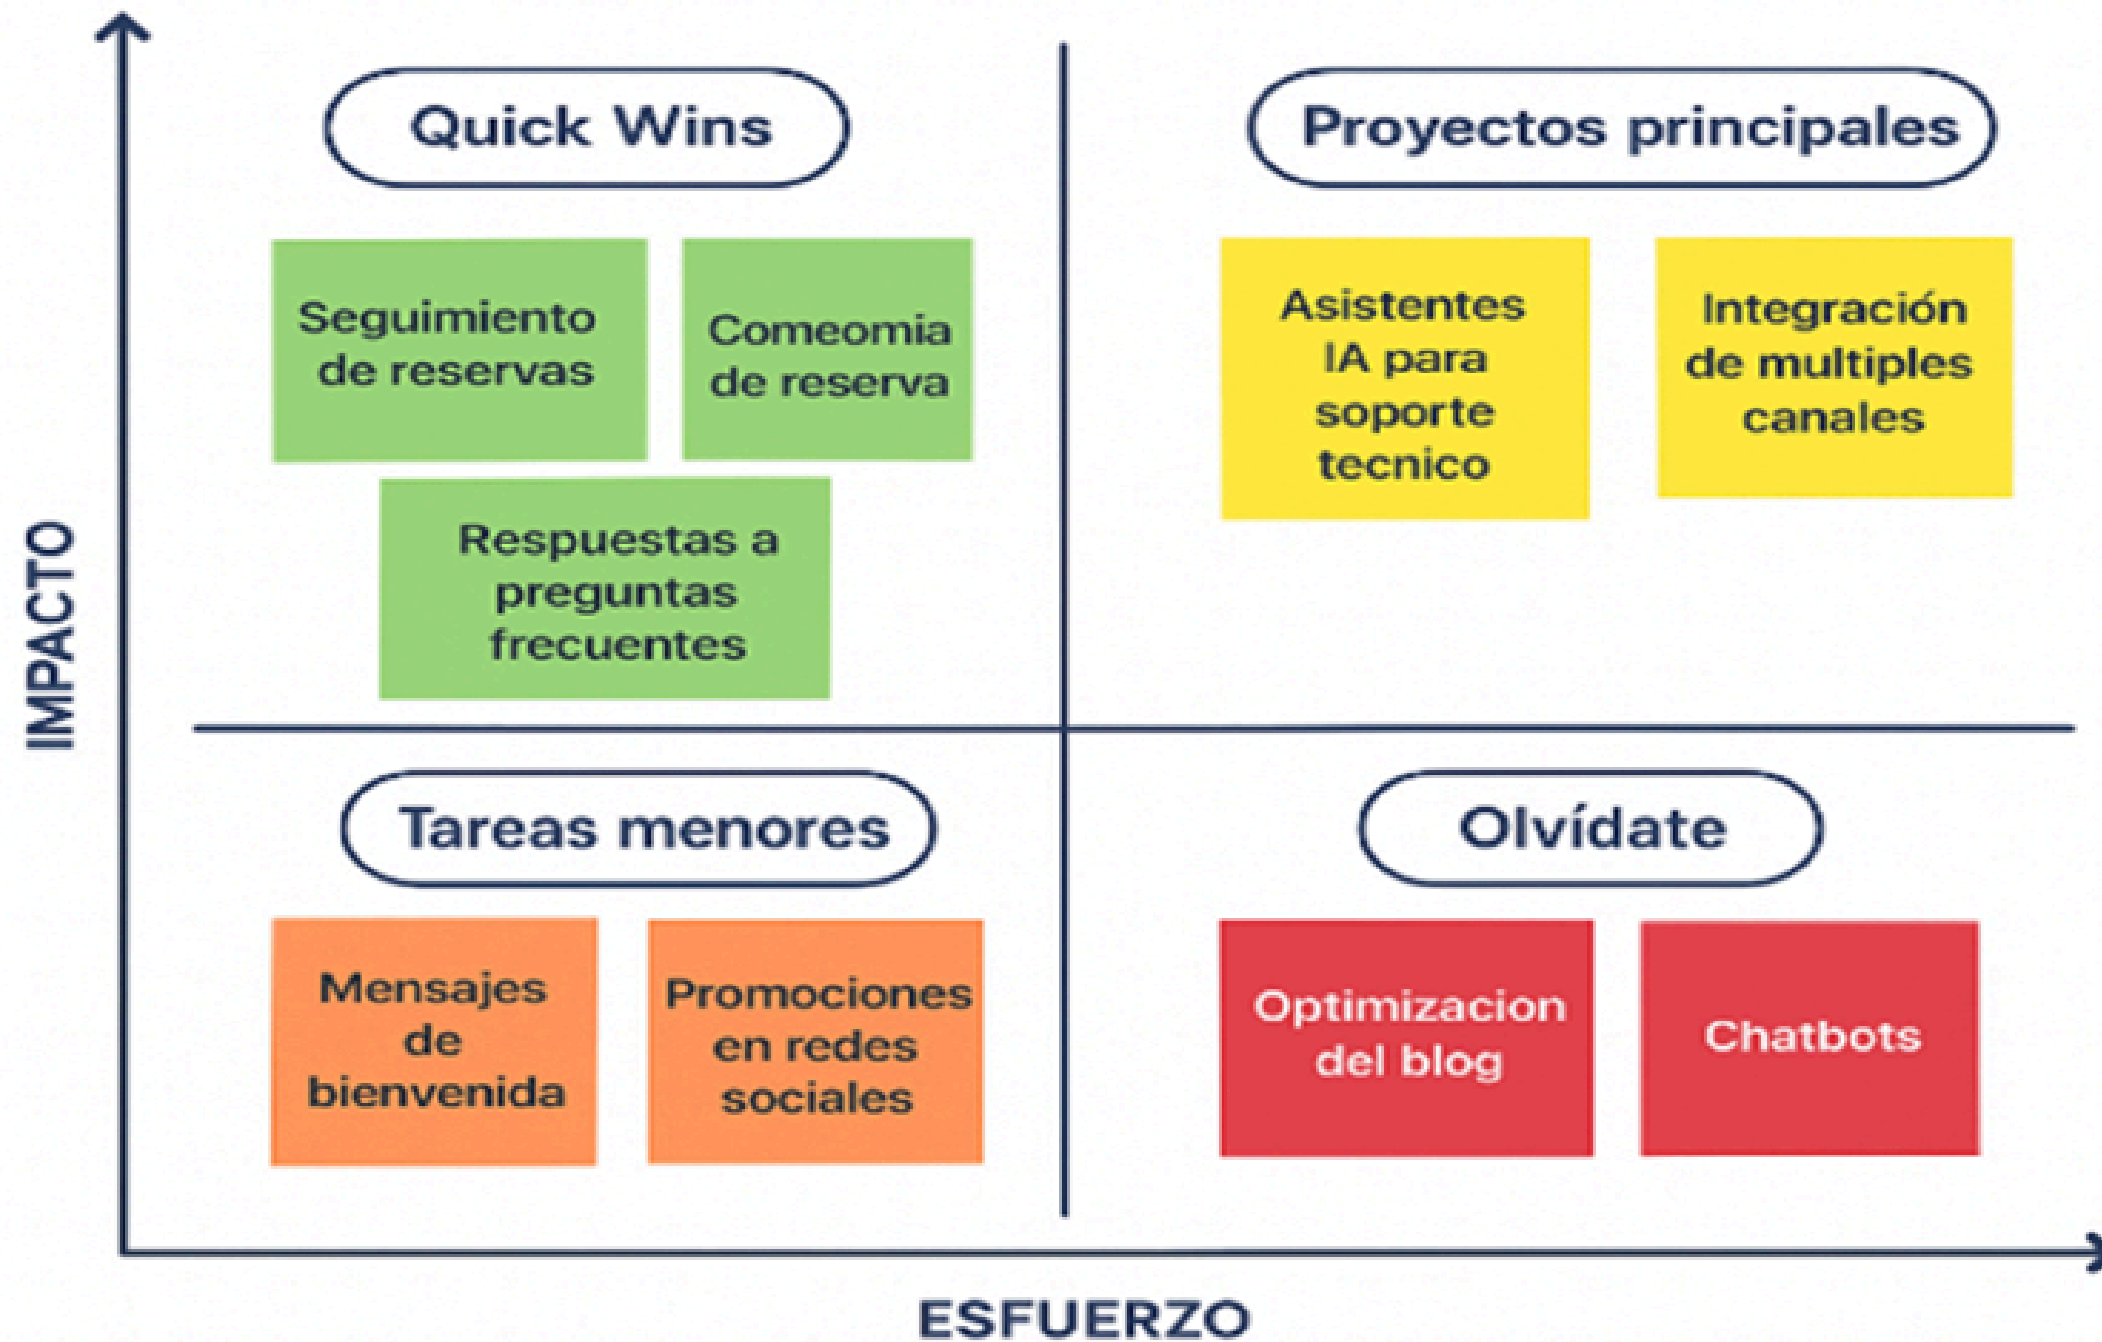 Quick Wins
Seguimiento
de reservas
Comeomia
de reserva
Respuestas a
preguntas
frecuentes
Proyectos principales
Asistentes
IA para
soporte
tecnico
Integración
de multiples
canales
IMPACTO
Tareas menores
Mensajes
de
bienvenida
Promociones
en redes
sociales
Olvídate
Optimizacion
del blog
Chatbots
ESFUERZO